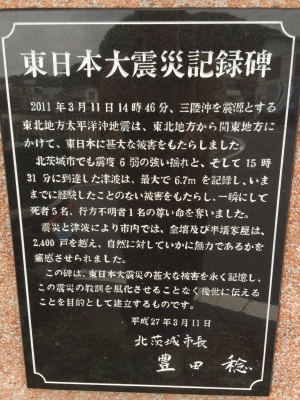 東日本大震災記録碑
2011年3月11日14時46分、三陸沖を震源とする
東北地方太平洋沖地震は、東北地方から関東地方に
かけて、東日本に甚大な被害をもたらしました。
北茨城市でも震度6弱の強い揺れと、そして15時
31分に到達した津波は、最大で6.7mを記録し、いま
までに経験したことのない被害をもたらし、一瞬にして
死者5名、行方不明者1名の尊い命を奪いました。
震災と津波により市内では、全壊及び半壊家屋は、
2,400戸を越え、自然に対していかに無力であるかを
痛感させられました。
この碑は、東日本大震災の甚大な被害を永く記憶し、
この震災の教訓を風化させることなく後世に伝える
ことを目的として建立するものです。
平成27年3月11日
北茨城市長
豊田 稔